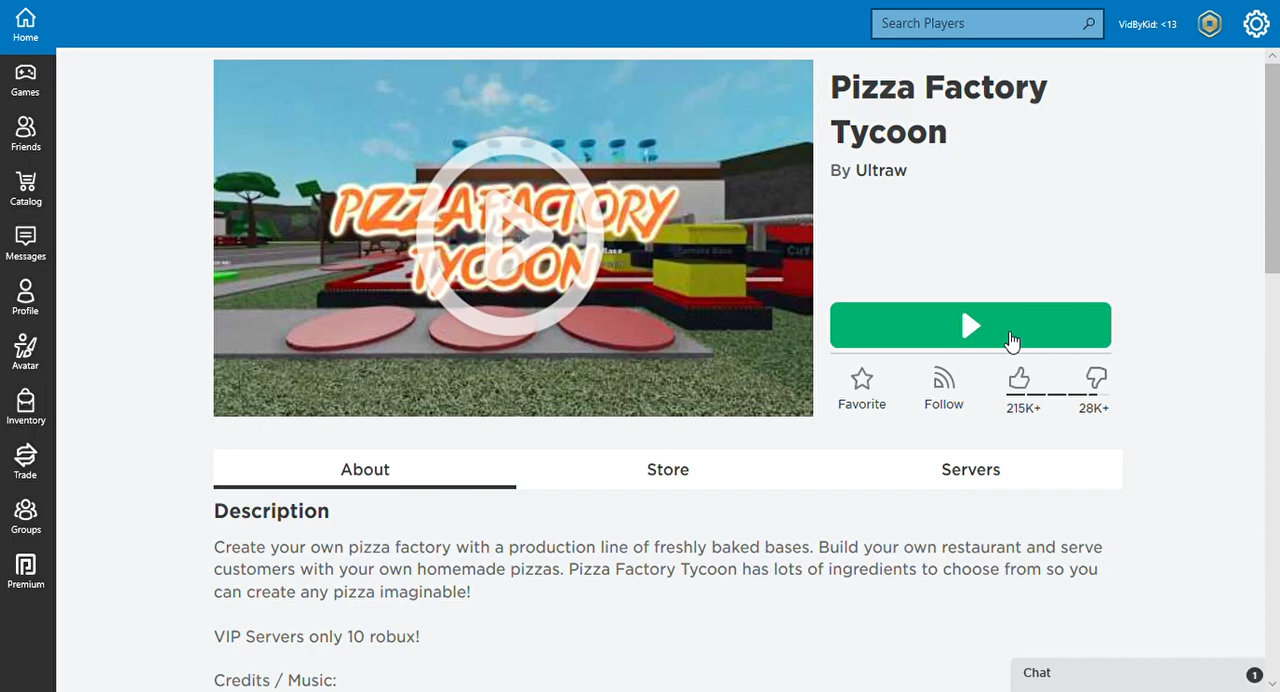 Home
Search Players
VidByKid: <13
Games
Friends
Catalog
Messages
Profile
Avatar
Inventory
Trade
Groups
Premium
PIZZA FACTORY
TYCOON
Pizza Factory
Tycoon
By Ultraw
Favorite
Follow
215K+
28K+
About
Store
Servers
Description
Create your own pizza factory with a production line of freshly baked bases. Build your own restaurant and serve
customers with your own homemade pizzas. Pizza Factory Tycoon has lots of ingredients to choose from so you
can create any pizza imaginable!
VIP Servers only 10 robux!
Credits / Music:
Chat
1